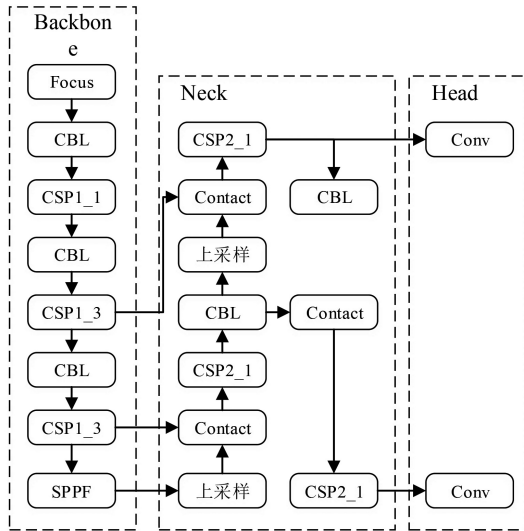 Backbon
e
Focus
CBL
CSP1_1
CBL
CSP1_3
CBL
CSP1_3
SPPF
Neck
CSP2_1
Contact
CBL
上采样
CBL
Contact
CSP2_1
Contact
上采样
CSP2_1
Head
Conv
Conv